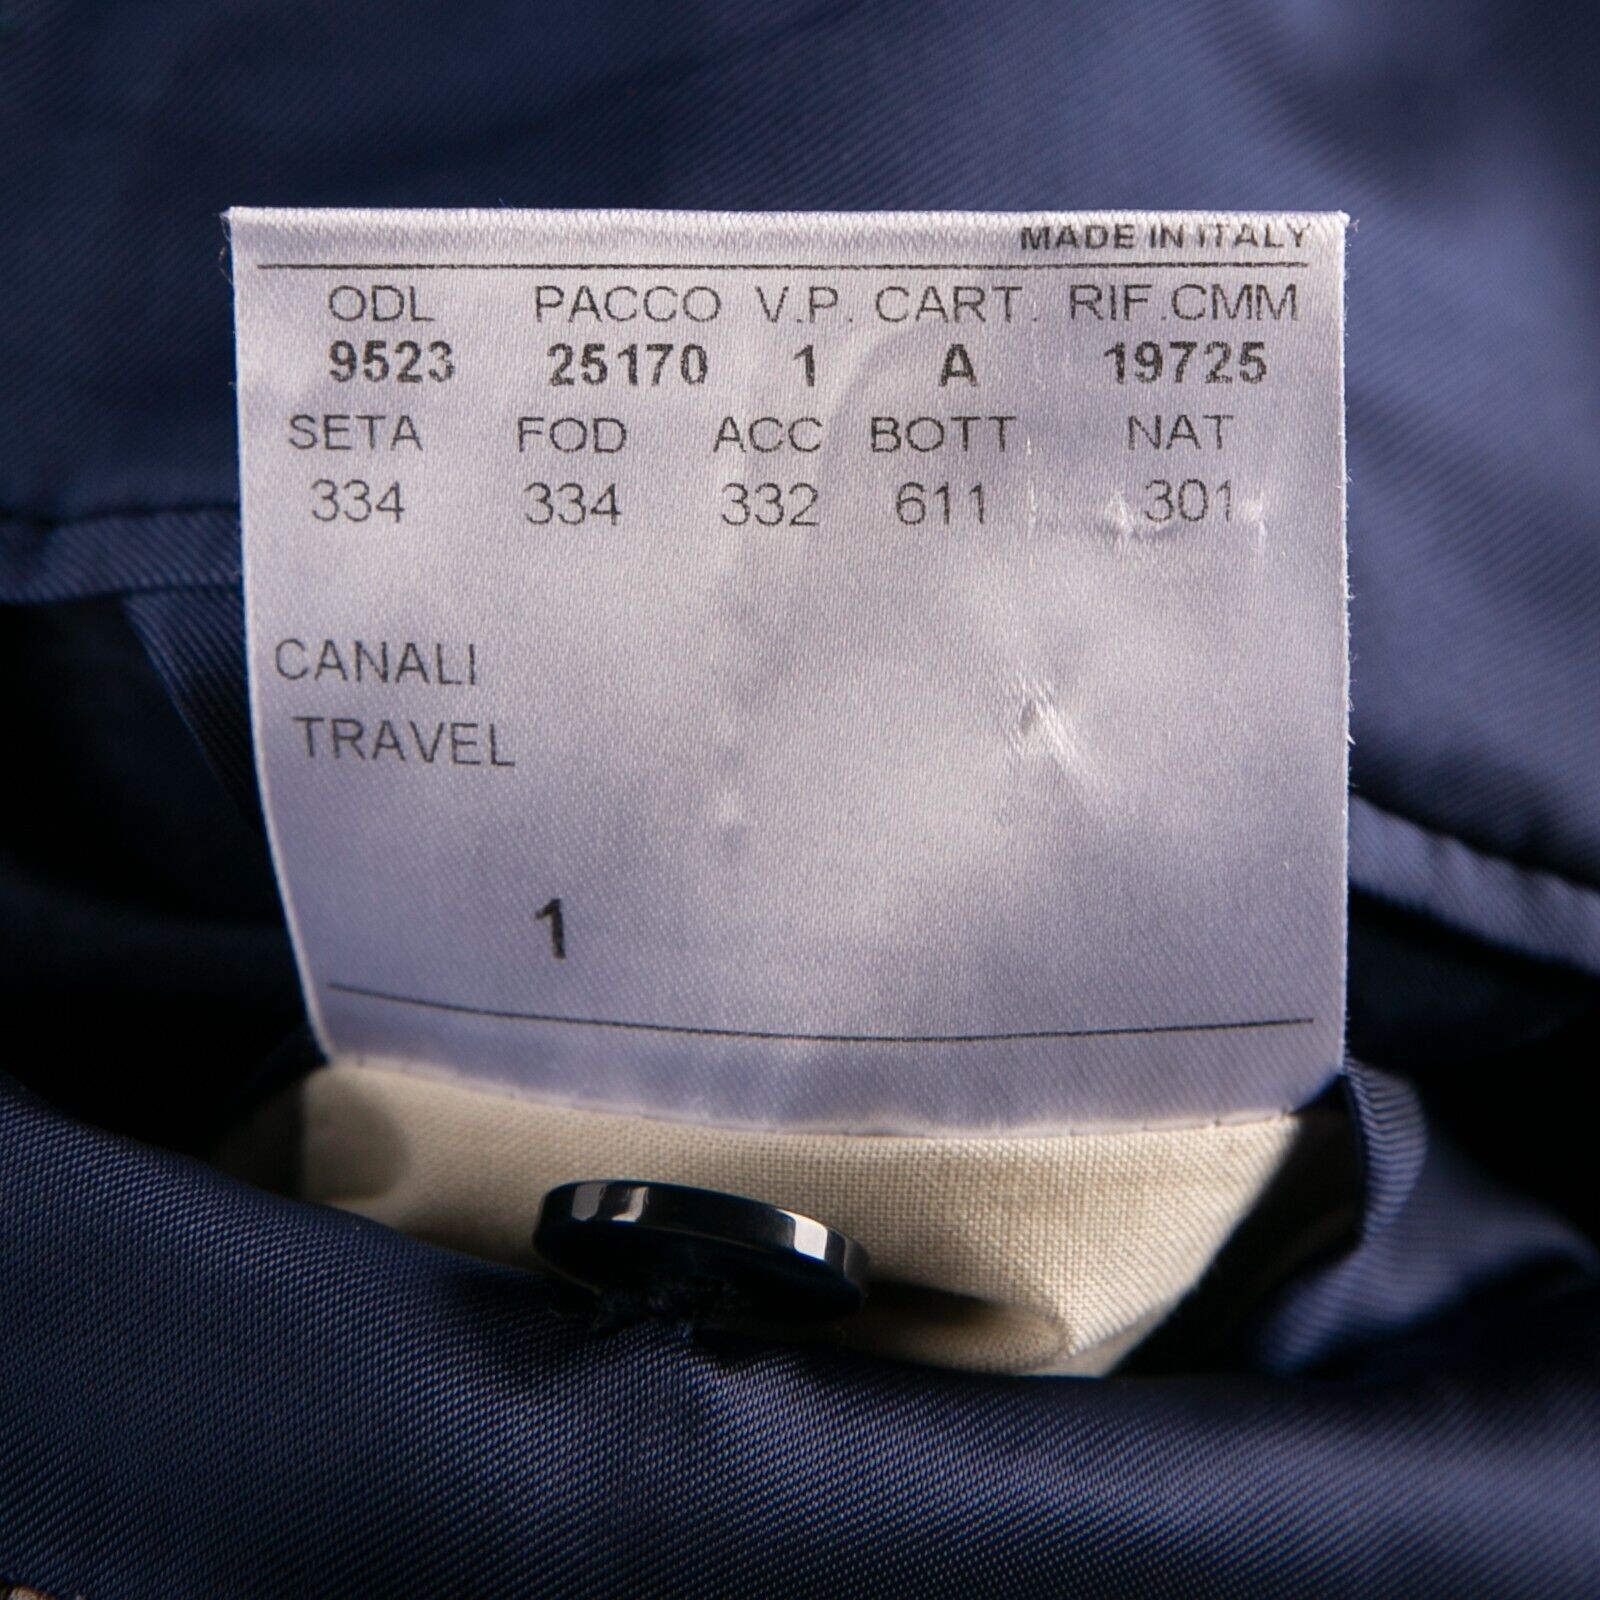 MADE IN ITALY
ODL PACCO V.P. CART. RIF.CMM
9523 25170 1 A 19725
SETA FOD ACC BOTT NAT
334 334 332 611 301
CANALI
TRAVEL
1